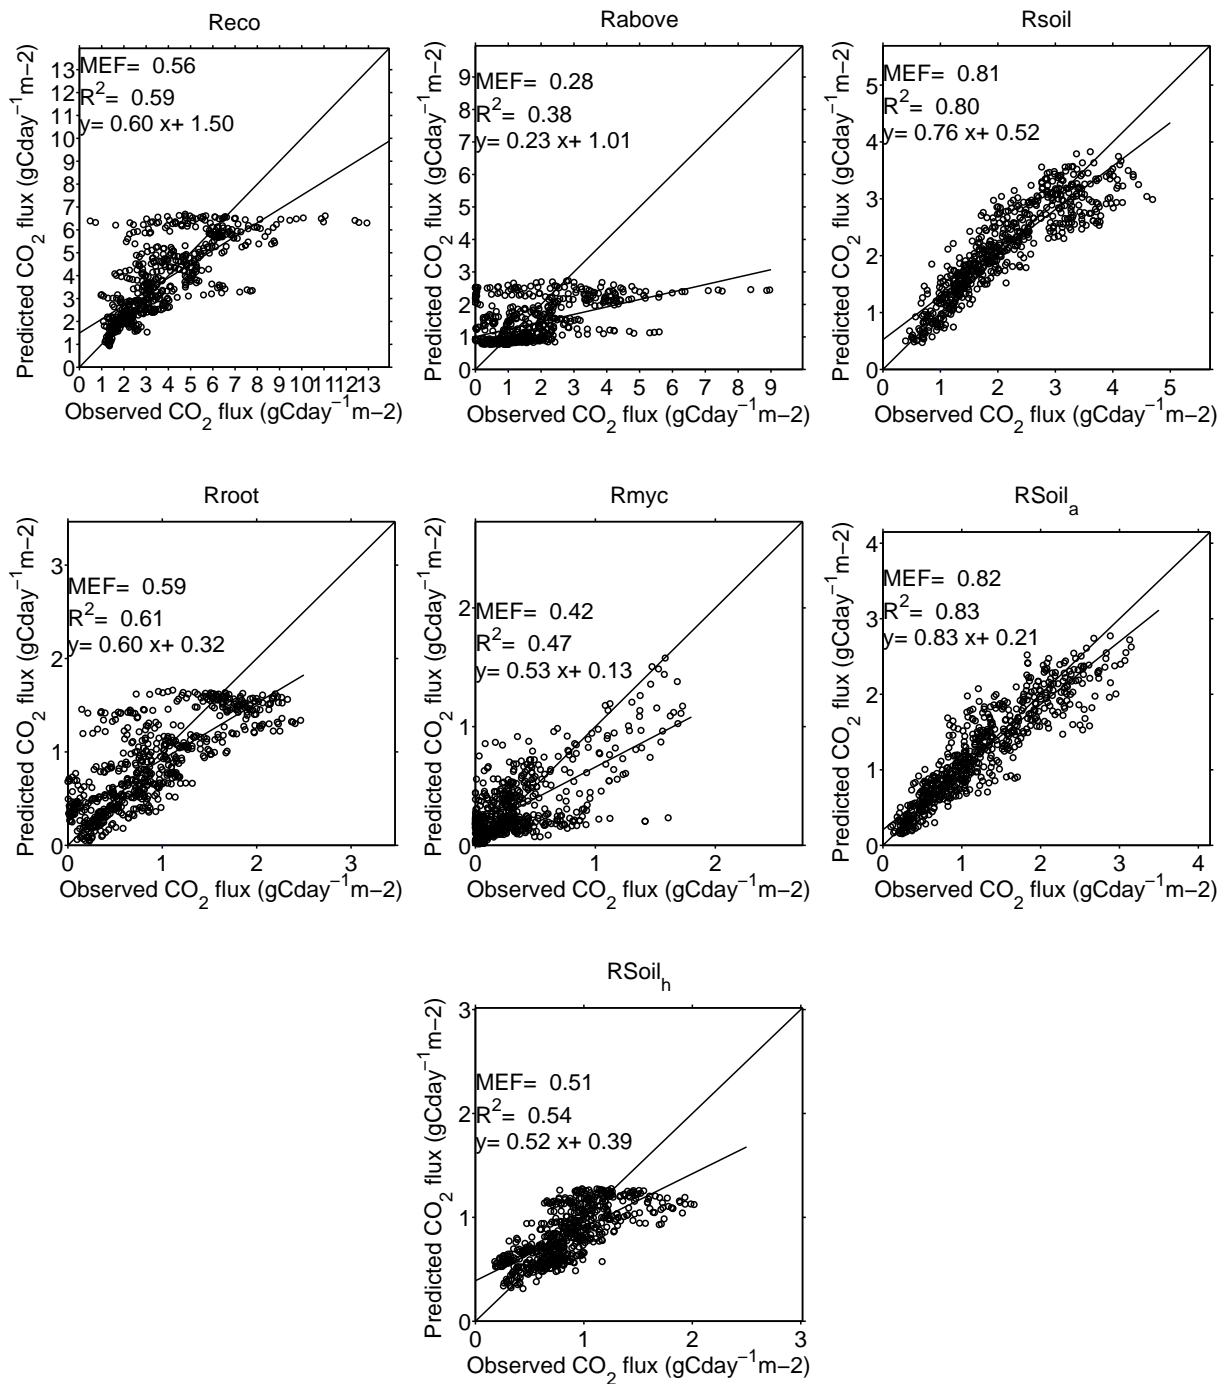 Reco
MEF= 0.56
R²= 0.59
y= 0.60 x+ 1.50
Predicted CO₂ flux (gCday⁻¹m−2)
13
12
11
10
9
8
7
6
5
4
3
2
1
0
0 1 2 3 4 5 6 7 8 9 10 11 12 13
Observed CO₂ flux (gCday⁻¹m−2)
Rabove
MEF= 0.28
R²= 0.38
y= 0.23 x+ 1.01
Predicted CO₂ flux (gCday⁻¹m−2)
9
8
7
6
5
4
3
2
1
0
0 1 2 3 4 5 6 7 8 9
Observed CO₂ flux (gCday⁻¹m−2)
Rsoil
MEF= 0.81
R²= 0.80
y= 0.76 x+ 0.52
Predicted CO₂ flux (gCday⁻¹m−2)
5
4
3
2
1
0
0 1 2 3 4 5
Observed CO₂ flux (gCday⁻¹m−2)
Rroot
MEF= 0.59
R²= 0.61
y= 0.60 x+ 0.32
Predicted CO₂ flux (gCday⁻¹m−2)
3
2
1
0
0 1 2 3
Observed CO₂ flux (gCday⁻¹m−2)
Rmyc
MEF= 0.42
R²= 0.47
y= 0.53 x+ 0.13
Predicted CO₂ flux (gCday⁻¹m−2)
2
1
0
0 1 2
Observed CO₂ flux (gCday⁻¹m−2)
RSoilₐ
MEF= 0.82
R²= 0.83
y= 0.83 x+ 0.21
Predicted CO₂ flux (gCday⁻¹m−2)
4
3
2
1
0
0 1 2 3 4
Observed CO₂ flux (gCday⁻¹m−2)
RSoilₕ
MEF= 0.51
R²= 0.54
y= 0.52 x+ 0.39
Predicted CO₂ flux (gCday⁻¹m−2)
3
2
1
0
0 1 2 3
Observed CO₂ flux (gCday⁻¹m−2)